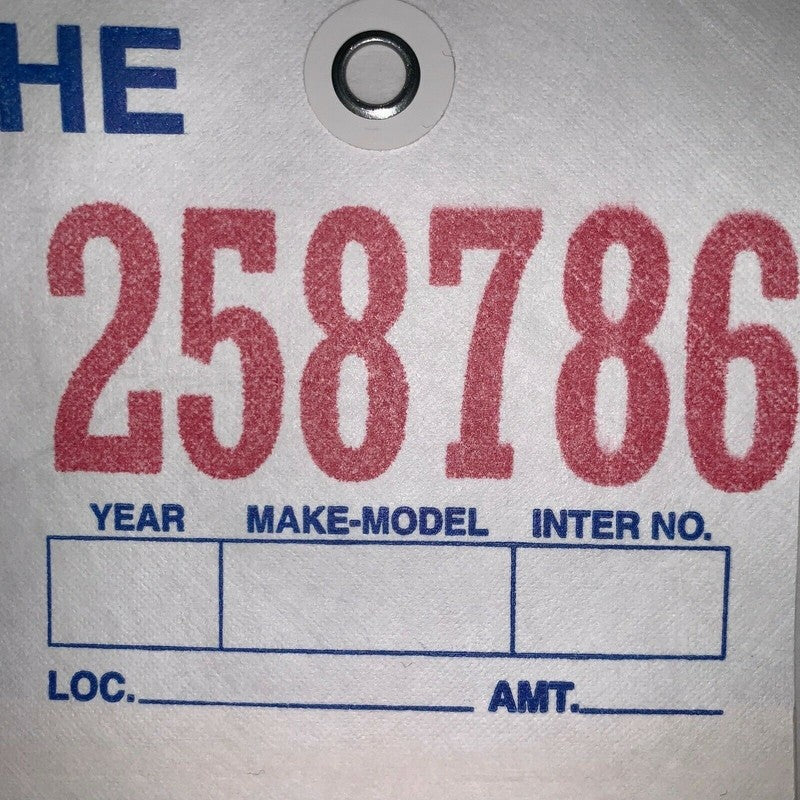 HE
258786
YEAR MAKE-MODEL INTER NO.
LOC. AMT.